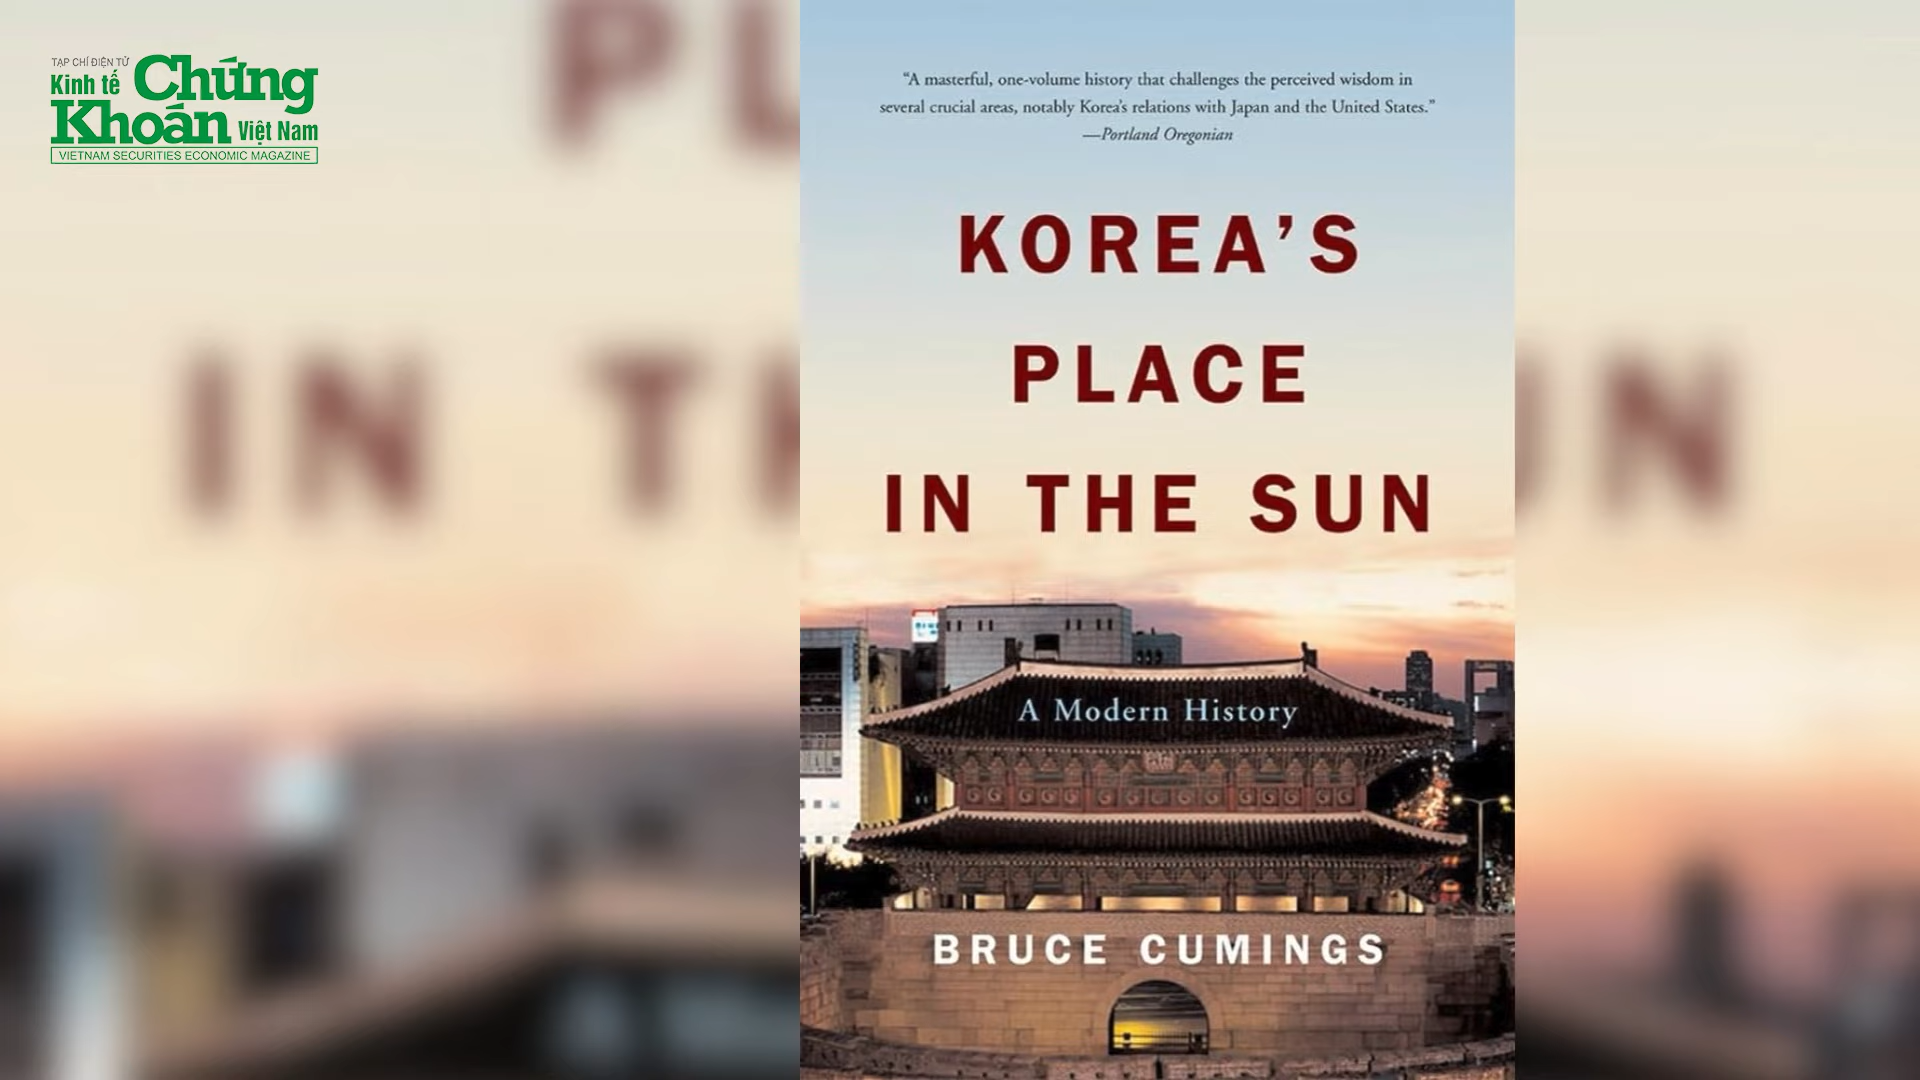 TẠP CHÍ ĐIỆN TỬ
Kinh tế Chứng
Khoán Việt Nam
VIETNAM SECURITIES ECONOMIC MAGAZINE
“A masterful, one-volume history that challenges the perceived wisdom in
several crucial areas, notably Korea’s relations with Japan and the United States.”
—Portland Oregonian
KOREA’S
PLACE
IN THE SUN
A Modern History
BRUCE CUMINGS